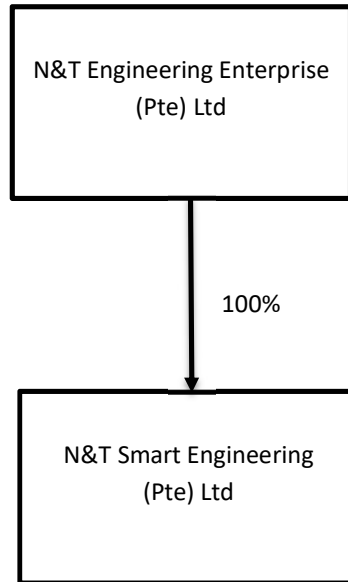 N&T Engineering Enterprise
(Pte) Ltd
100%
N&T Smart Engineering
(Pte) Ltd